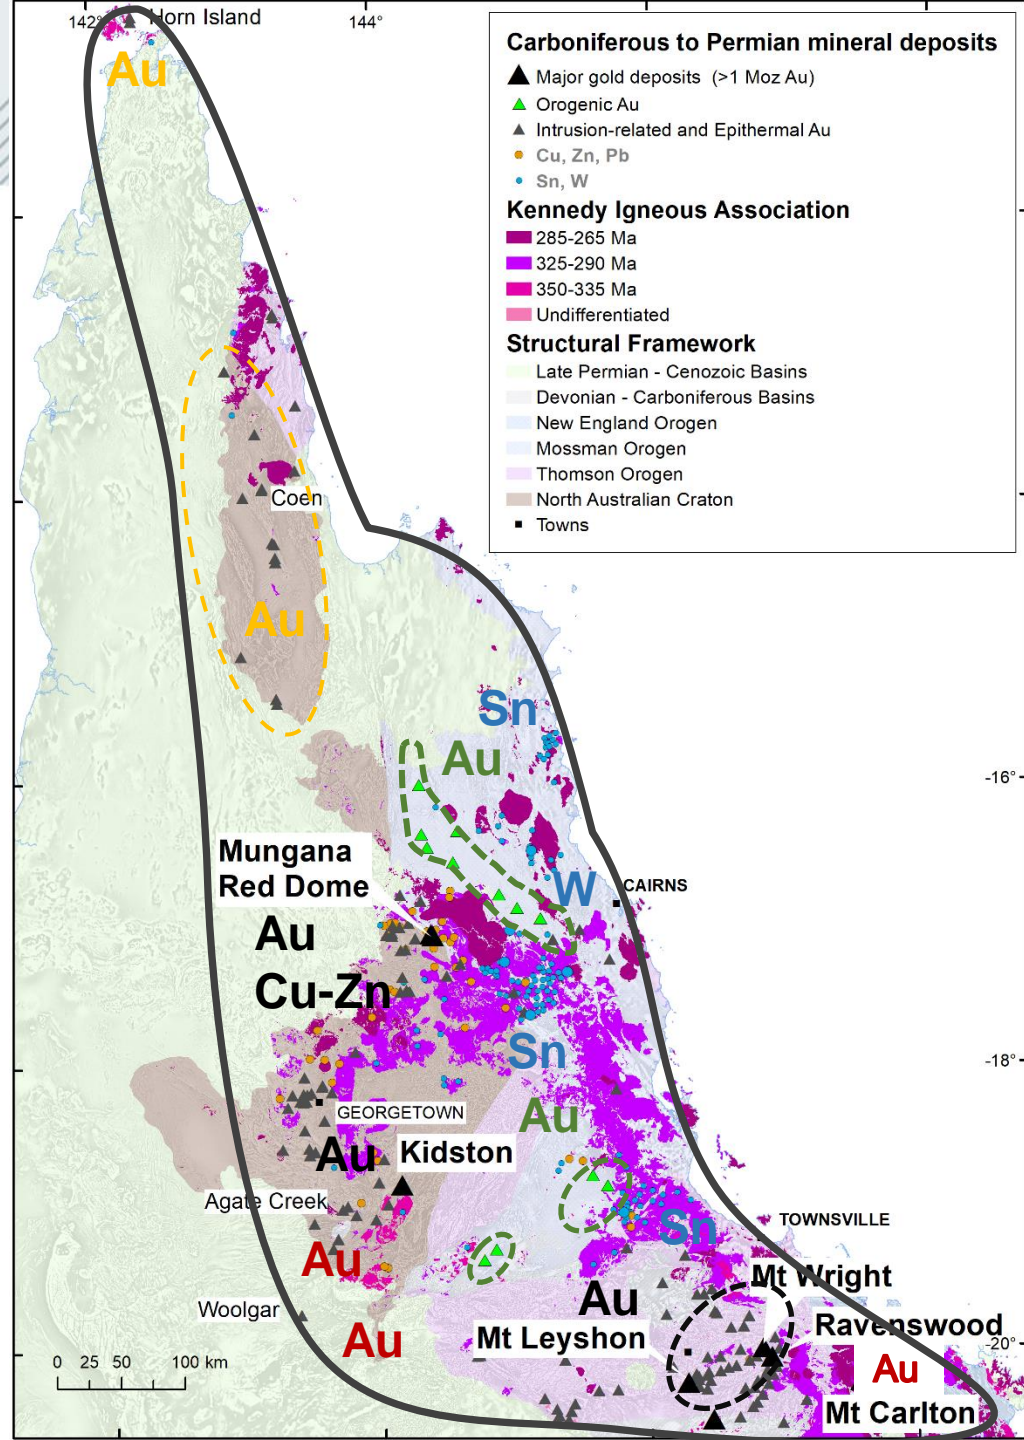 142°
144°
Horn Island
Au
Carboniferous to Permian mineral deposits
Major gold deposits (>1 Moz Au)
Orogenic Au
Intrusion-related and Epithermal Au
Cu, Zn, Pb
Sn, W
Kennedy Igneous Association
285-265 Ma
325-290 Ma
350-335 Ma
Undifferentiated
Structural Framework
Late Permian - Cenozoic Basins
Devonian - Carboniferous Basins
New England Orogen
Mossman Orogen
Thomson Orogen
North Australian Craton
Towns
Coen
Au
Sn
Au
-16°
Mungana
Red Dome
W
CAIRNS
Au
Cu-Zn
Sn
-18°
Au
GEORGETOWN
Au
Kidston
Agate Creek
Sn
TOWNSVILLE
Au
Mt Wright
Au
Woolgar
Ravenswood
Au
Mt Leyshon
-20°
Au
0 25 50 100 km
Mt Carlton